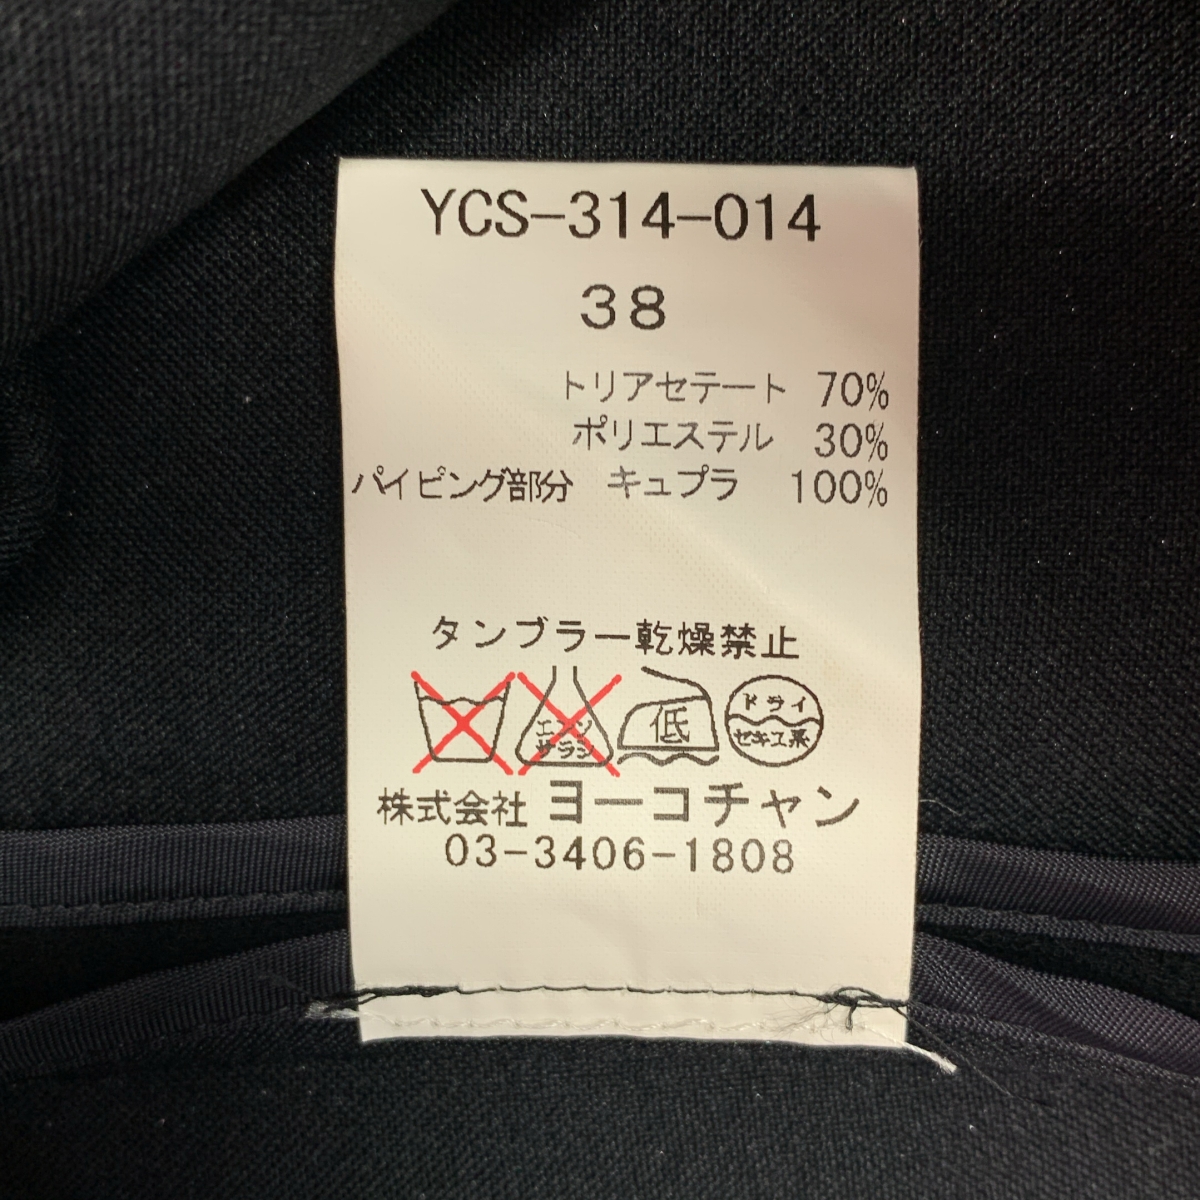 YCS-314-014
38
トリアセテート 70%
ポリエステル 30%
パイピング部分 キュプラ 100%
タンブラー乾燥禁止
エンソ
サラシ
低
ドライ
セキユ系
株式会社 ヨーコチャン
03-3406-1808